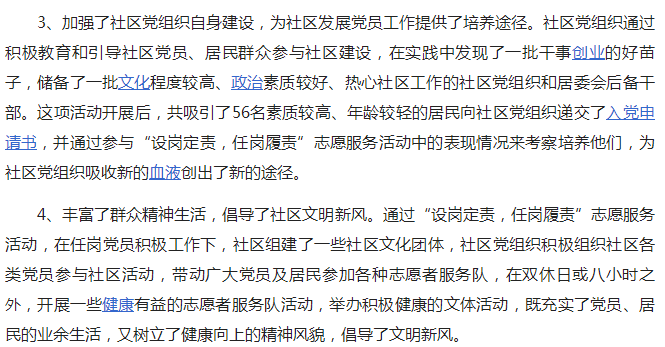 3、加强了社区党组织自身建设，为社区发展党员工作提供了培养途径。社区党组织通过
积极教育和引导社区党员、居民群众参与社区建设，在实践中发现了一批干事创业的好苗
子，储备了一批文化程度较高、政治素质较好、热心社区工作的社区党组织和居委会后备干
部。这项活动开展后，共吸引了56名素质较高、年龄较轻的居民向社区党组织递交了入党申
请书，并通过参与“设岗定责，任岗履责”志愿服务活动中的表现情况来考察培养他们，为
社区党组织吸收新的血液创出了新的途径。
4、丰富了群众精神生活，倡导了社区文明新风。通过“设岗定责，任岗履责”志愿服务
活动，在任岗党员积极工作下，社区组建了一些社区文化团体，社区党组织积极组织社区各
类党员参与社区活动，带动广大党员及居民参加各种志愿者服务队，在双休日或八小时之
外，开展一些健康有益的志愿者服务队活动，举办积极健康的文体活动，既充实了党员、居
民的业余生活，又树立了健康向上的精神风貌，倡导了文明新风。